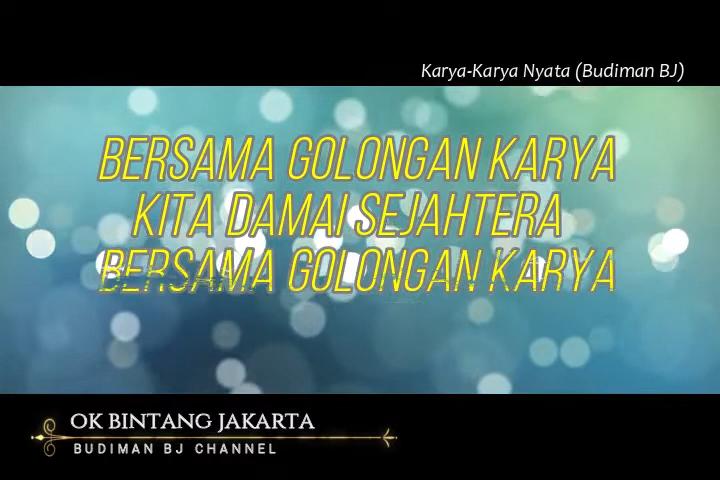 Karya-Karya Nyata (Budiman BJ)
BERSAMA GOLONGAN KARYA
KITA DAMAI SEJAHTERA
BERSAMA GOLONGAN KARYA
OK BINTANG JAKARTA
BUDIMAN BJ CHANNEL